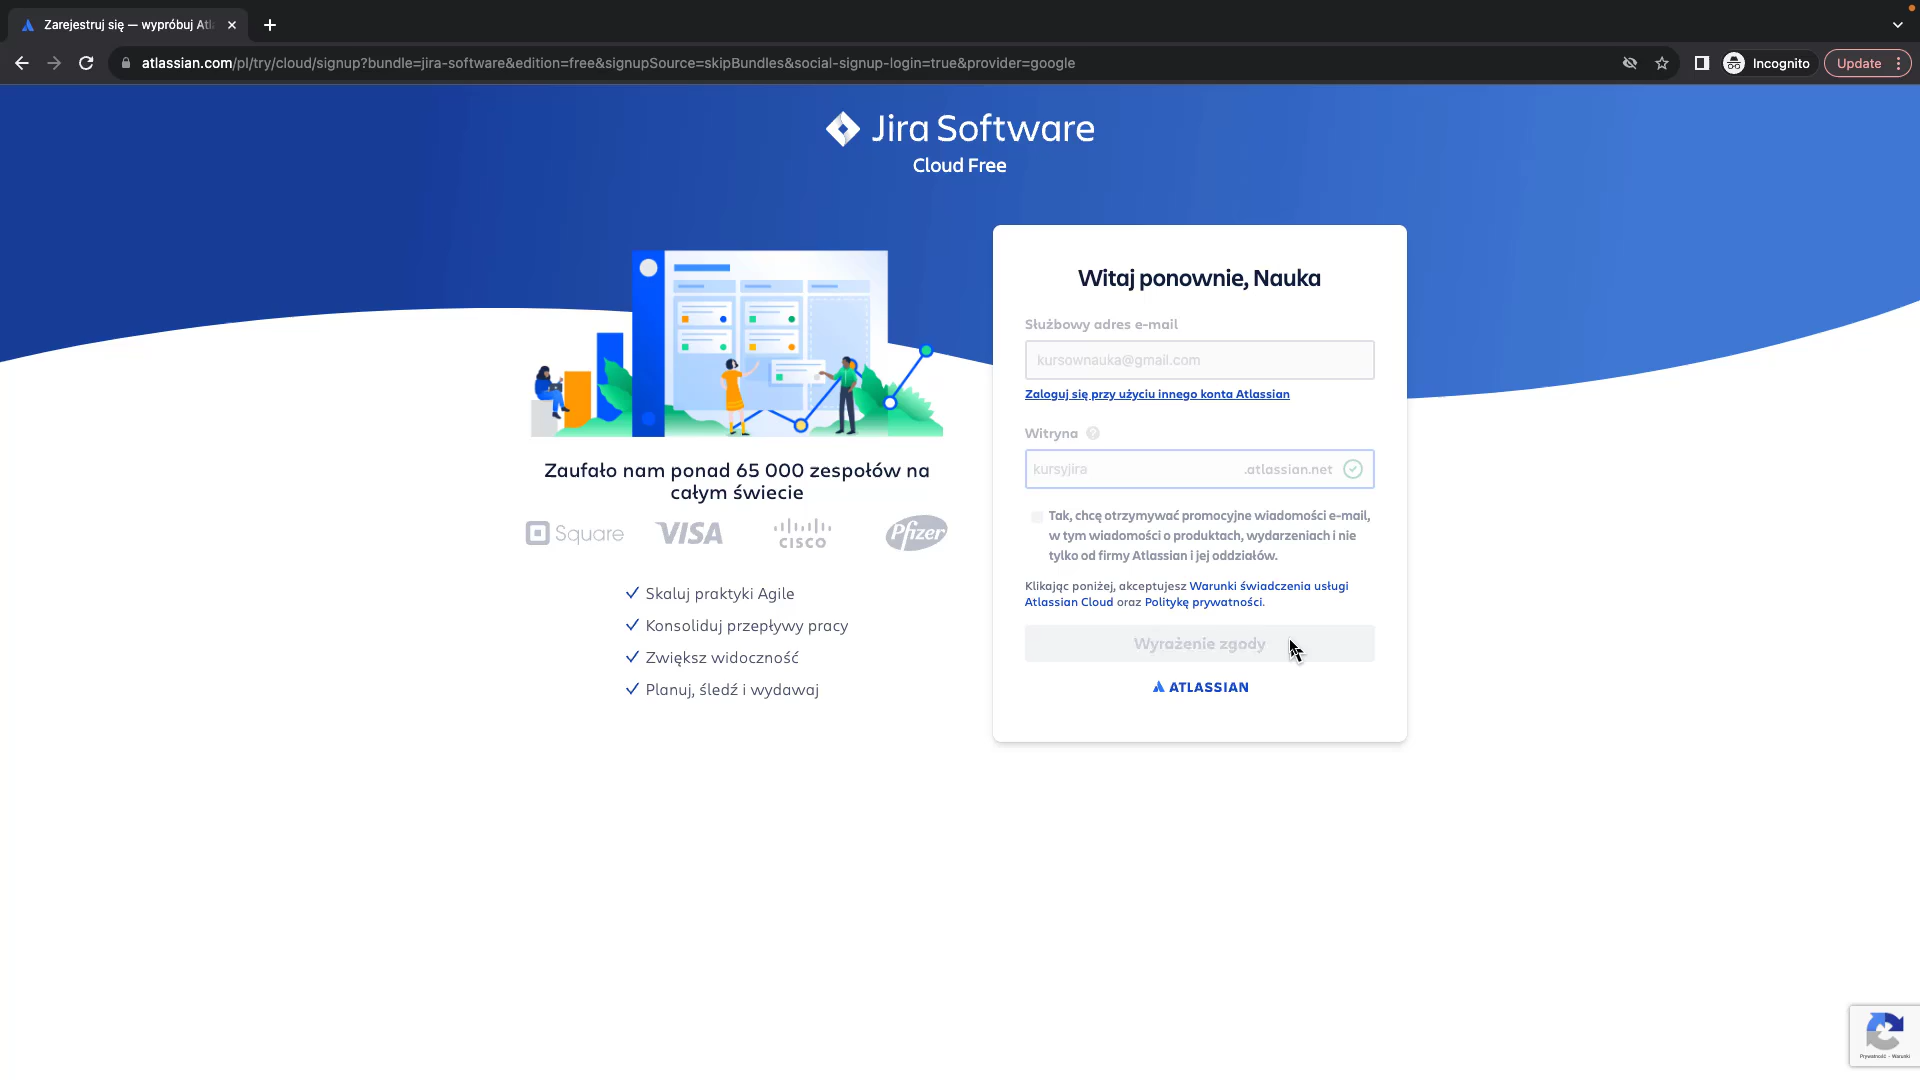 Zarejestruj się — wypróbuj Atl
atlassian.com/pl/try/cloud/signup?bundle=jira-software&edition=free&signupSource=skipBundles&social-signup-login=true&provider=google
Incognito
Update
Jira Software
Cloud Free
Witaj ponownie, Nauka
Służbowy adres e-mail
kursownauka@gmail.com
Zaloguj się przy użyciu innego konta Atlassian
Witryna
kursyjira .atlassian.net
Tak, chcę otrzymywać promocyjne wiadomości e-mail,
w tym wiadomości o produktach, wydarzeniach i nie
tylko od firmy Atlassian i jej oddziałów.
Klikając poniżej, akceptujesz Warunki świadczenia usługi
Atlassian Cloud oraz Politykę prywatności.
Wyrażenie zgody
ATLASSIAN
Zaufało nam ponad 65 000 zespołów na
całym świecie
Square VISA CISCO Pfizer
Skaluj praktyki Agile
Konsoliduj przepływy pracy
Zwiększ widoczność
Planuj, śledź i wydawaj
Prywatność - Warunki